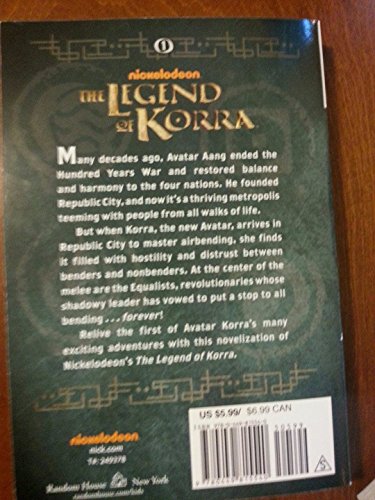 1
nickelodeon
THE LEGEND
OF KORRA
Many decades ago, Avatar Aang ended the
Hundred Years War and restored balance
and harmony to the four nations. He founded
Republic City, and now it's a thriving metropolis
teeming with people from all walks of life.
But when Korra, the new Avatar, arrives in
Republic City to master airbending, she finds
it filled with hostility and distrust between
benders and nonbenders. At the center of the
melee are the Equalists, revolutionaries whose
shadowy leader has vowed to put a stop to all
bending . . . forever!
Relive the first of Avatar Korra's many
exciting adventures with this novelization of
Nickelodeon's The Legend of Korra.
US $5.99/ $6.99 CAN
ISBN
50599
nickelodeon
nick.com
T#: 249378
Random House New York